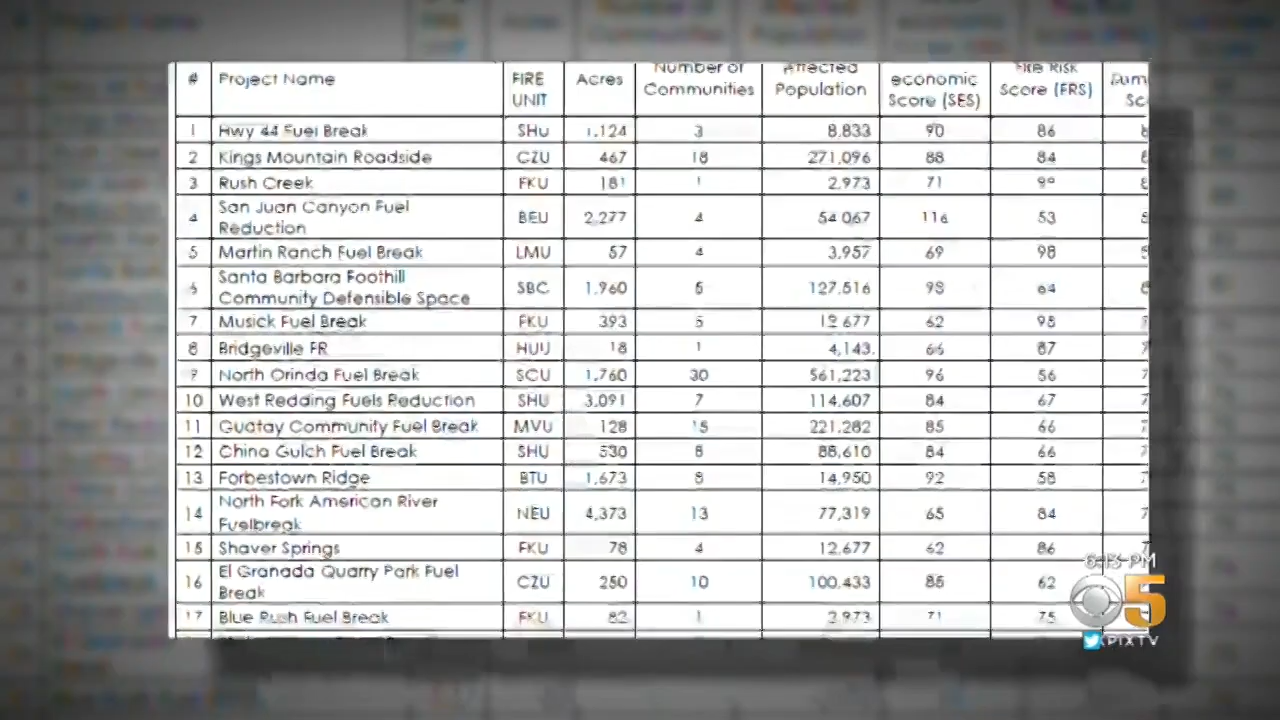 # Project Name FIRE UNIT Acres Number of Communities Affected Population economic Score (SES) Fire Risk Score (FRS)
1 Hwy 44 Fuel Break SHU 1,124 3 8,833 90 86
2 Kings Mountain Roadside CZU 467 18 271,096 88 84
3 Rush Creek FKU 181 1 2,973 71
4 San Juan Canyon Fuel Reduction BEU 2,277 4 54,067 116 53
5 Martin Ranch Fuel Break LMU 57 4 3,957 69 98
6 Santa Barbara Foothill Community Defensible Space SBC 1,960 5 127,516 98 64
7 Musick Fuel Break FKU 393 5 12,677 62 98
8 Bridgeville FR HUU 18 1 4,143. 66 87
9 North Orinda Fuel Break SCU 1,760 30 561,223 96 56
10 West Redding Fuels Reduction SHU 3,091 7 114,607 84 67
11 Guatay Community Fuel Break MVU 128 15 221,282 85 66
12 China Gulch Fuel Break SHU 530 8 88,610 84 66
13 Forbestown Ridge BTU 1,673 8 14,950 92 58
14 North Fork American River Fuelbreak NEU 4,373 13 77,319 65 84
15 Shaver Springs FKU 78 4 12,677 62 86
16 El Granada Quarry Park Fuel Break CZU 250 10 100,433 85 62
17 Blue Rush Fuel Break FKU 82 1 2,973 71 75
6:13 PM
5
KPIXTV